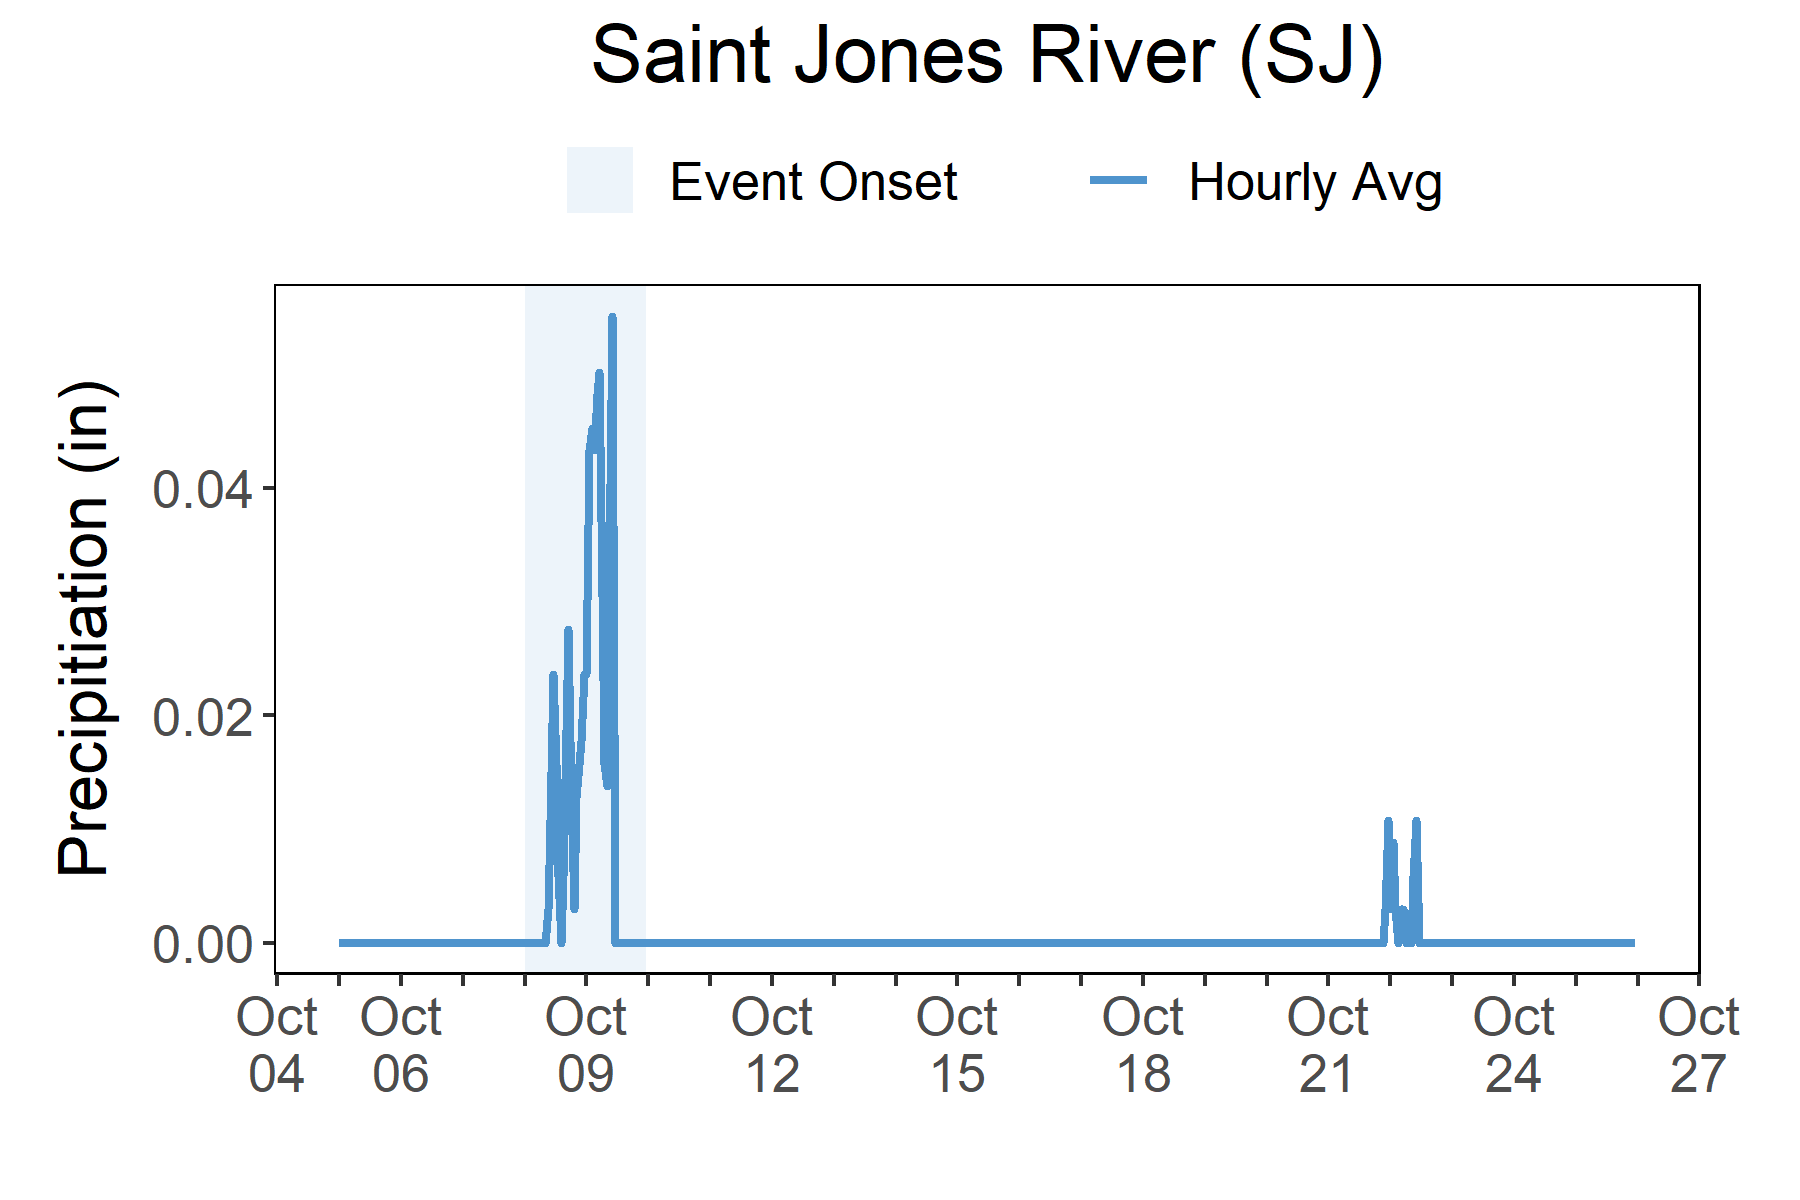 Saint Jones River (SJ)
Event Onset
Hourly Avg
Precipitiation (in)
0.04
0.02
0.00
Oct 04
Oct 06
Oct 09
Oct 12
Oct 15
Oct 18
Oct 21
Oct 24
Oct 27